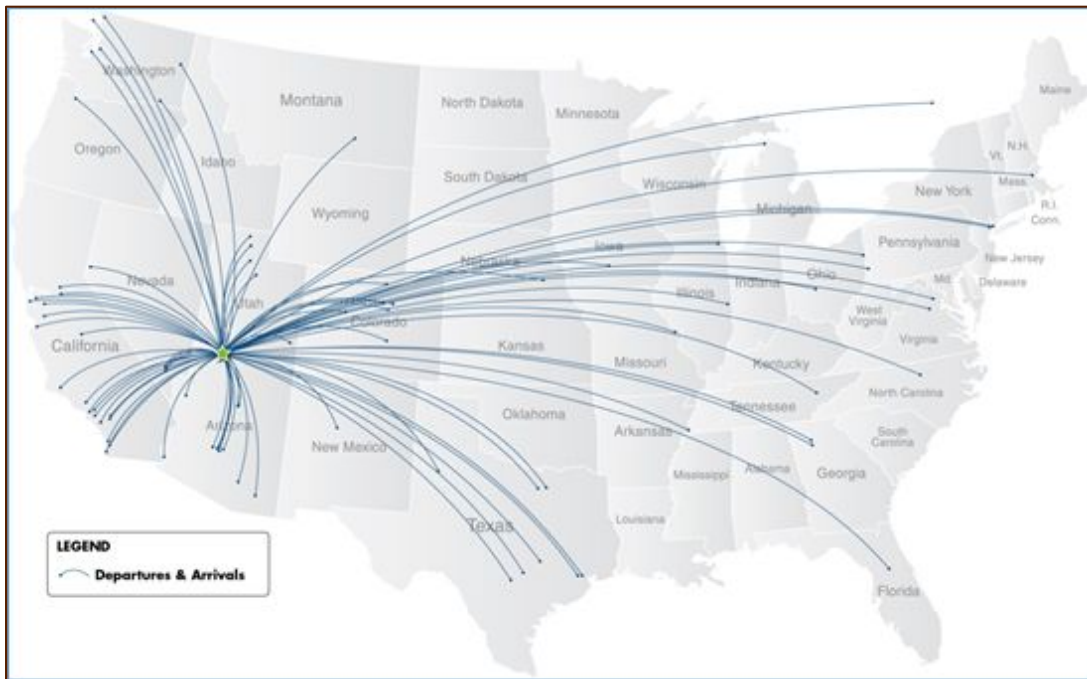 Washington
Montana
North Dakota
Minnesota
Maine
Oregon
Idaho
South Dakota
Wisconsin
Michigan
Vt.
N.H.
New York
Mass.
R.I.
Conn.
Wyoming
Nebraska
Iowa
Pennsylvania
New Jersey
Nevada
Utah
Colorado
Illinois
Indiana
Ohio
Md.
Delaware
West
Virginia
Virginia
California
Kansas
Missouri
Kentucky
North Carolina
Tennessee
Arizona
New Mexico
Oklahoma
Arkansas
South
Carolina
Mississippi
Alabama
Georgia
Texas
Louisiana
Florida
LEGEND
Departures & Arrivals